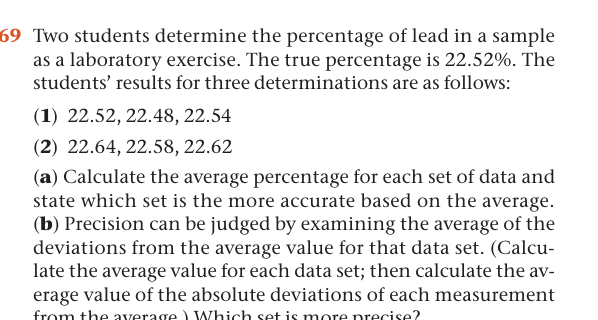 69 Two students determine the percentage of lead in a sample
as a laboratory exercise. The true percentage is 22.52%. The
students’ results for three determinations are as follows:
(1) 22.52, 22.48, 22.54
(2) 22.64, 22.58, 22.62
(a) Calculate the average percentage for each set of data and
state which set is the more accurate based on the average.
(b) Precision can be judged by examining the average of the
deviations from the average value for that data set. (Calcu-
late the average value for each data set; then calculate the av-
erage value of the absolute deviations of each measurement
from the average.) Which set is more precise?